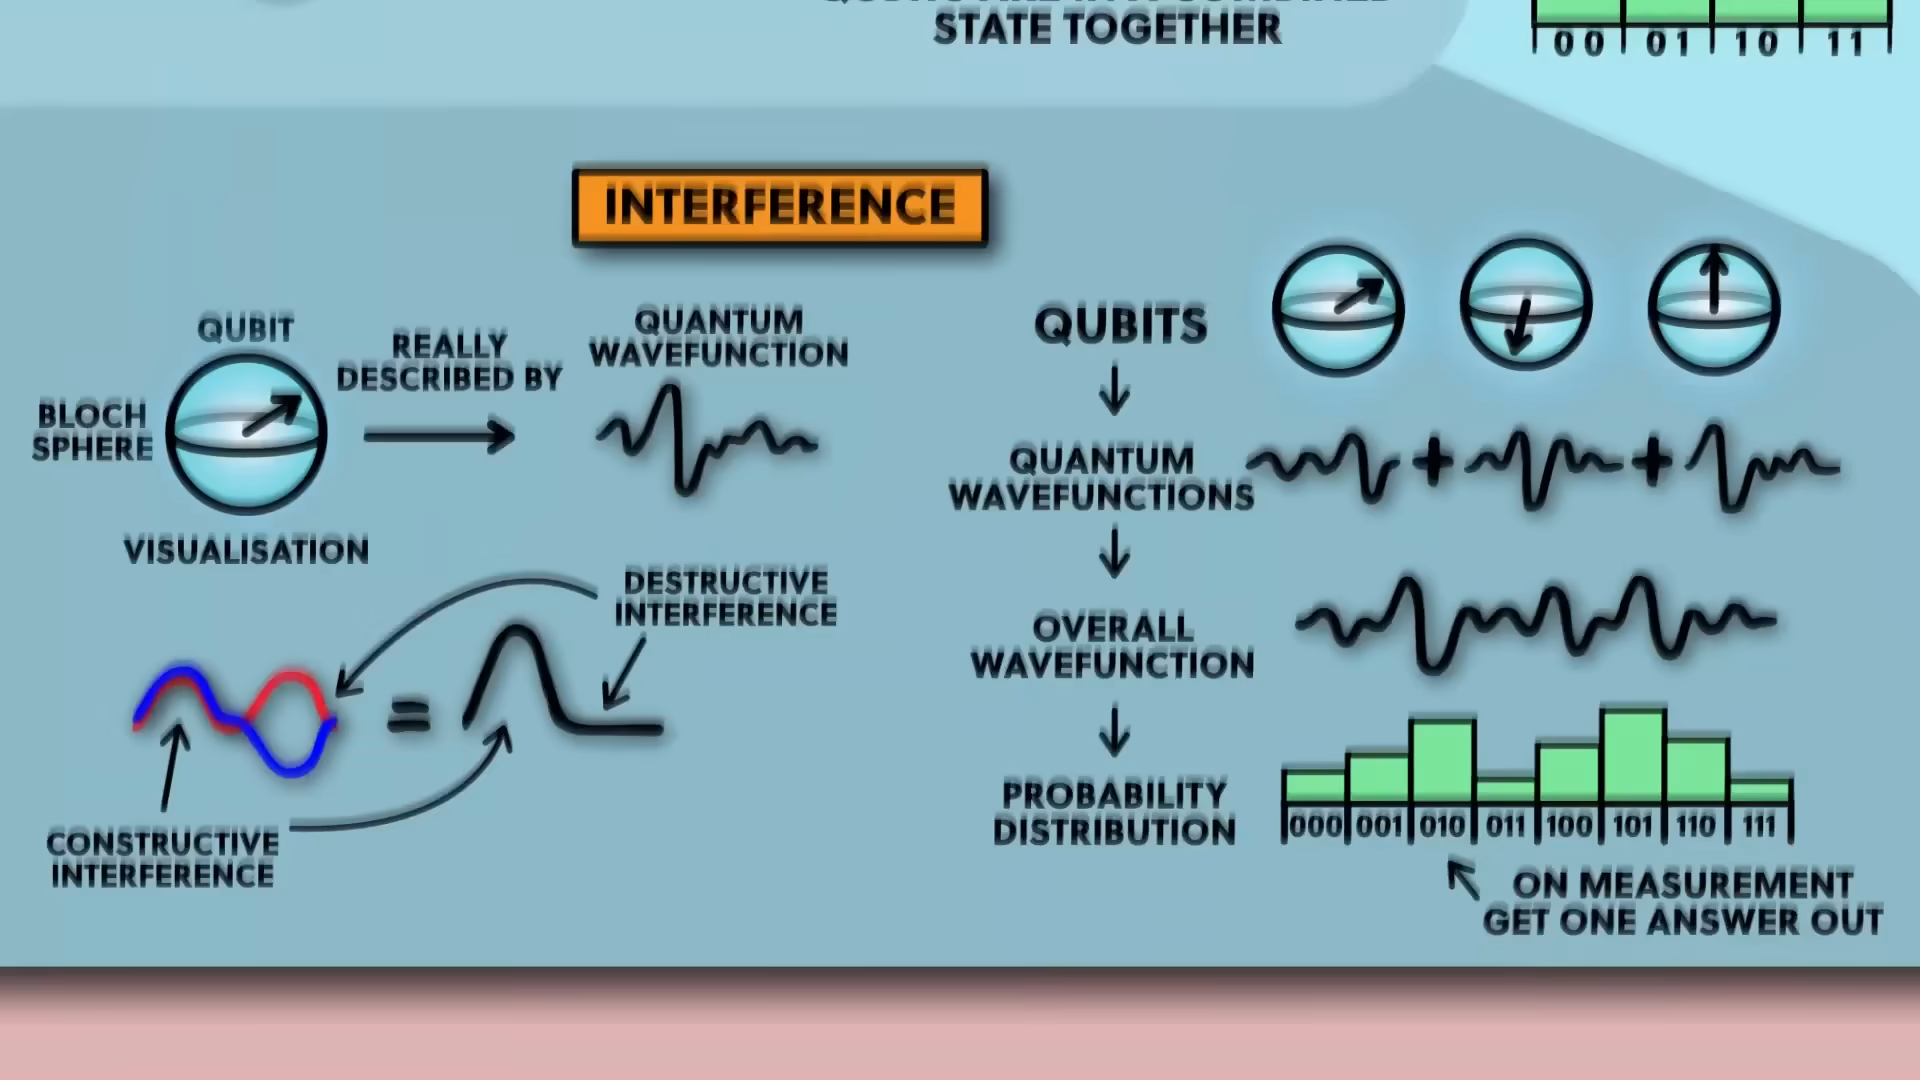 STATE TOGETHER
00 01 10 11
INTERFERENCE
QUBIT
BLOCH
SPHERE
VISUALISATION
REALLY
DESCRIBED BY
QUANTUM
WAVEFUNCTION
DESTRUCTIVE
INTERFERENCE
=
CONSTRUCTIVE
INTERFERENCE
QUBITS
QUANTUM
WAVEFUNCTIONS
+ +
OVERALL
WAVEFUNCTION
PROBABILITY
DISTRIBUTION
000 001 010 011 100 101 110 111
ON MEASUREMENT
GET ONE ANSWER OUT